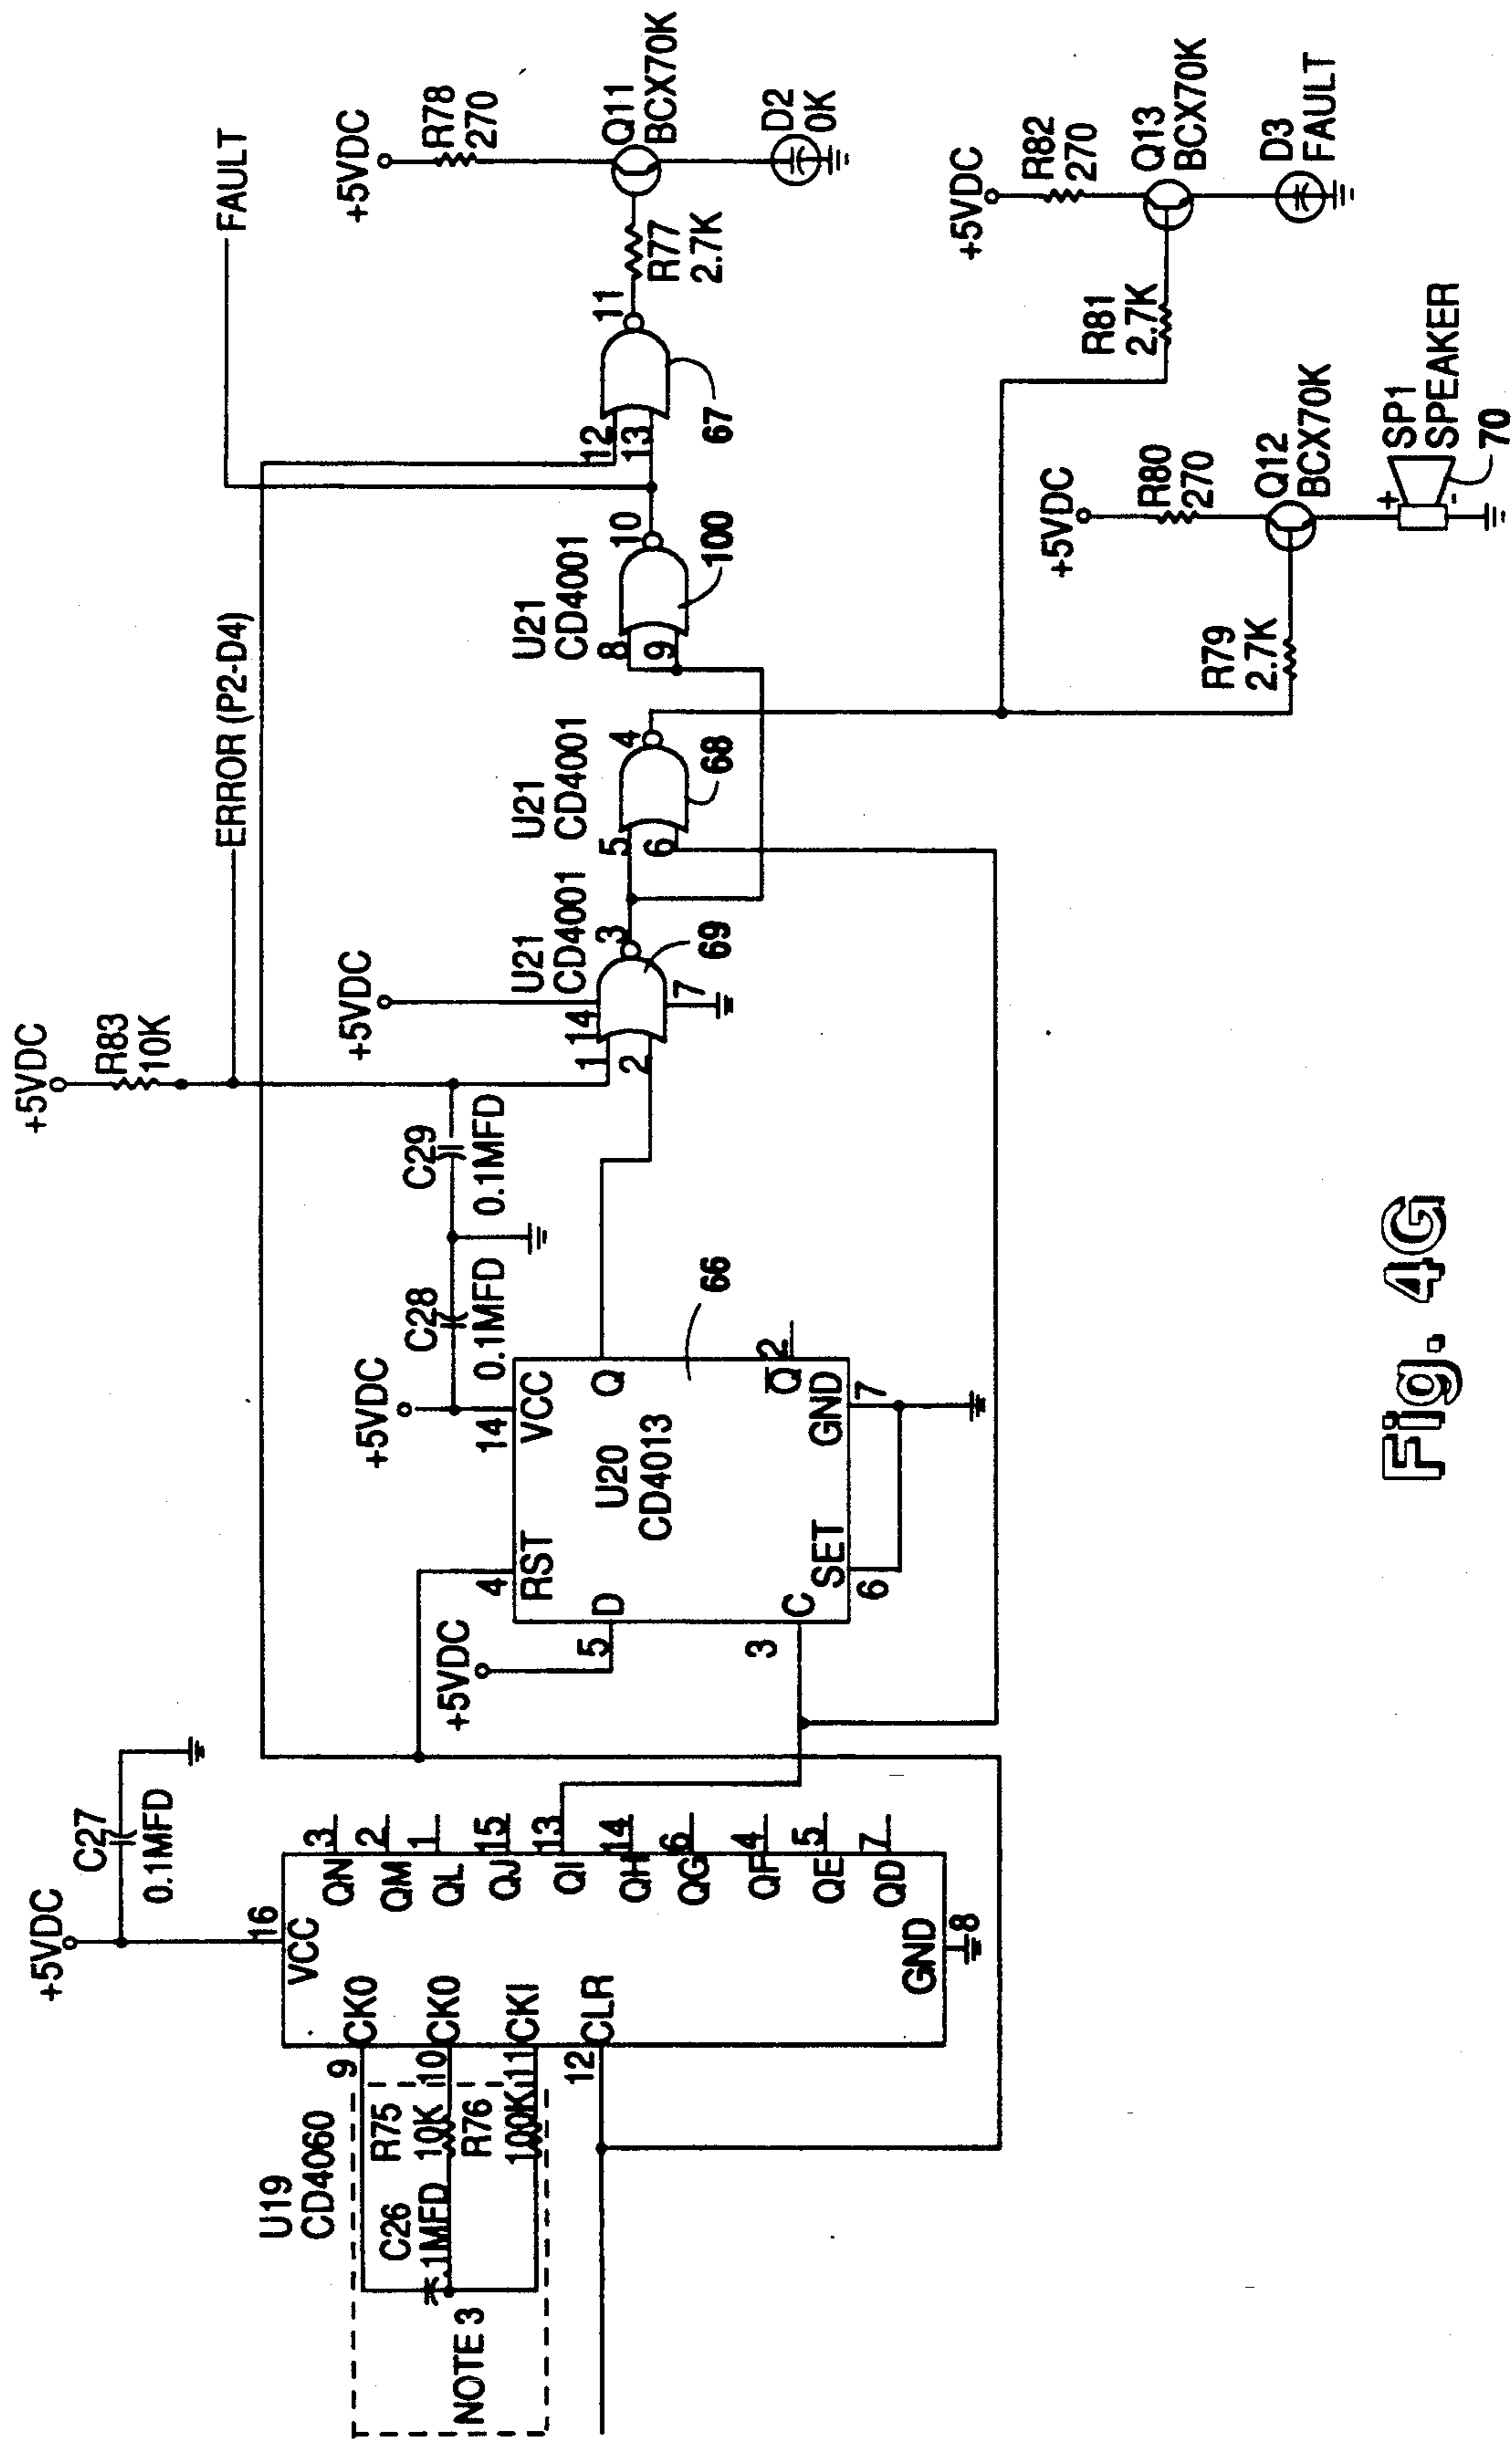 +5VDC
C27
0.1MFD
U19
CD4060
16
VCC
9
CK0
10
CK0
11
CKI
12
CLR
R75
10K
R76
100K
C26
.1MFD
NOTE 3
QN
3
QM
2
QL
1
QJ
15
QI
13
QH
14
QG
6
QF
4
QE
5
QD
7
GND
8
+5VDC
5
D
4
RST
3
C
6
SET
U20
CD4013
+5VDC
14
VCC
Q
Q 2
GND
7
66
C28
0.1MFD
C29
0.1MFD
+5VDC
R83
10K
ERROR (P2-D4)
+5VDC
U21
CD4001
14
1
2
3
7
69
U21
CD4001
5
6
4
68
U21
CD4001
8
9
10
100
FAULT
12
13
11
67
R77
2.7K
+5VDC
R78
270
Q11
BCX70K
D2
0K
+5VDC
R82
270
R81
2.7K
Q13
BCX70K
D3
FAULT
+5VDC
R80
270
R79
2.7K
Q12
BCX70K
+
-
SP1
SPEAKER
70
Fig. 4G